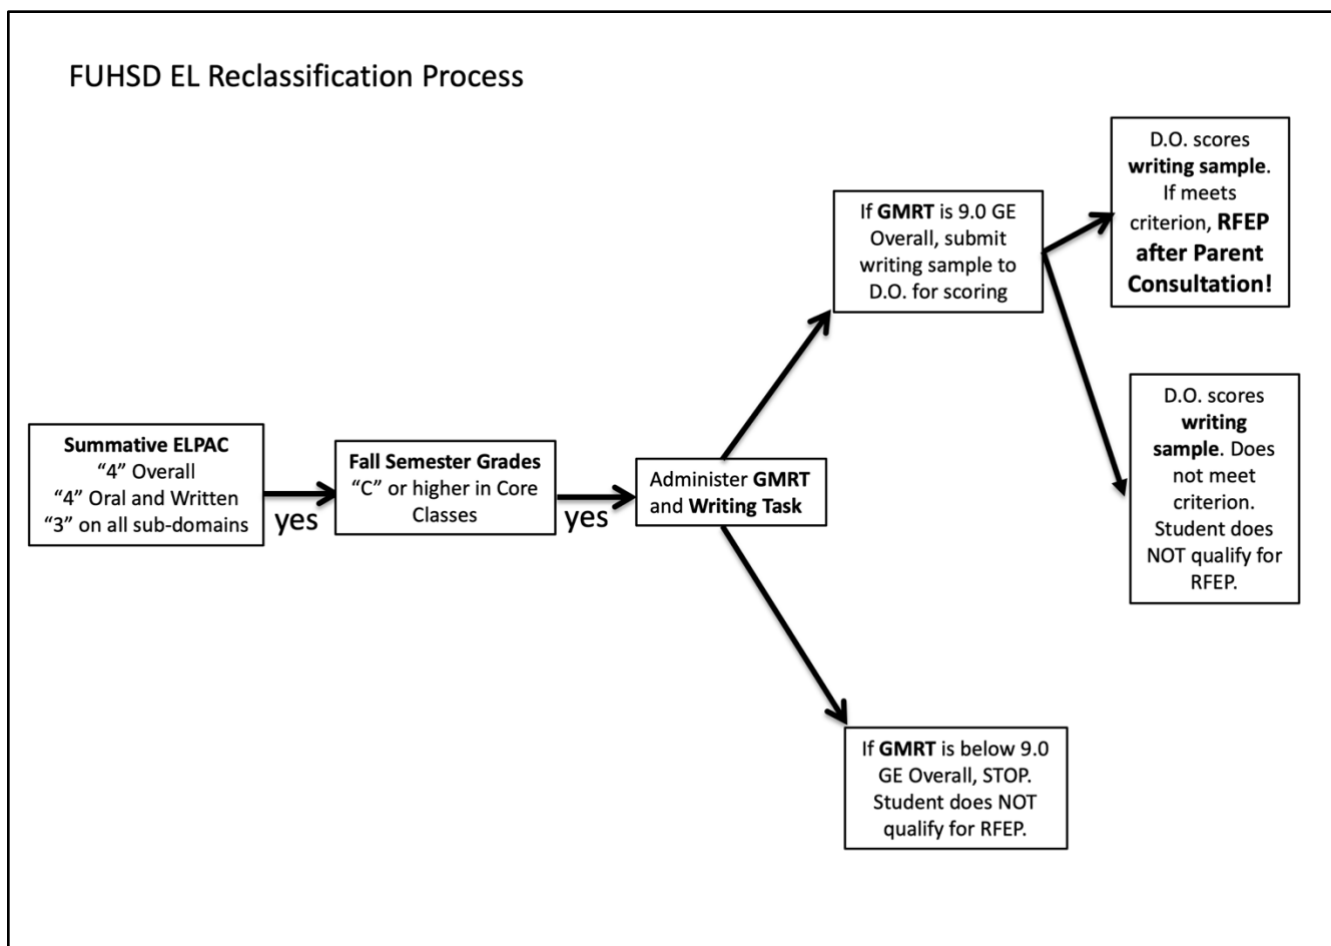 FUHSD EL Reclassification Process
Summative ELPAC
“4” Overall
“4” Oral and Written
“3” on all sub-domains
yes
Fall Semester Grades
“C” or higher in Core
Classes
yes
Administer GMRT
and Writing Task
If GMRT is 9.0 GE
Overall, submit
writing sample to
D.O. for scoring
D.O. scores
writing sample.
If meets
criterion, RFEP
after Parent
Consultation!
D.O. scores
writing
sample. Does
not meet
criterion.
Student does
NOT qualify for
RFEP.
If GMRT is below 9.0
GE Overall, STOP.
Student does NOT
qualify for RFEP.